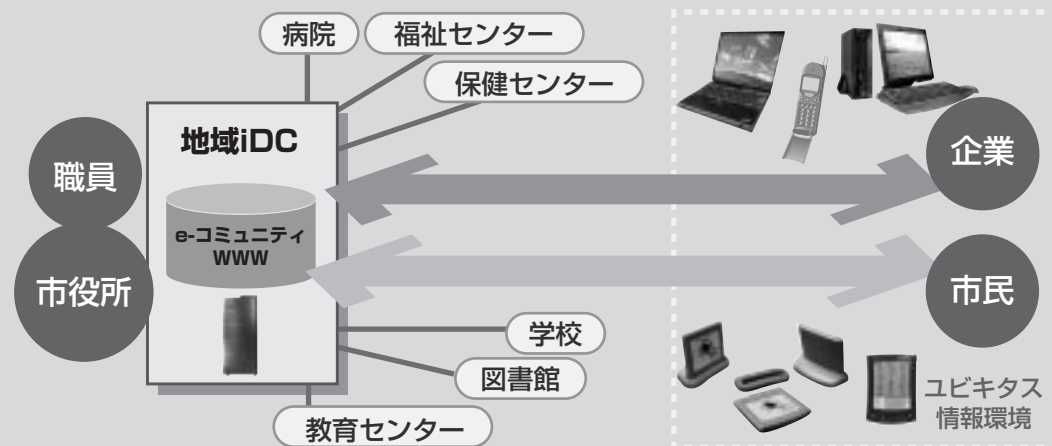 病院
福祉センター
保健センター
地域iDC
職員
e-コミュニティ
WWW
市役所
企業
市民
学校
図書館
教育センター
ユビキタス
情報環境